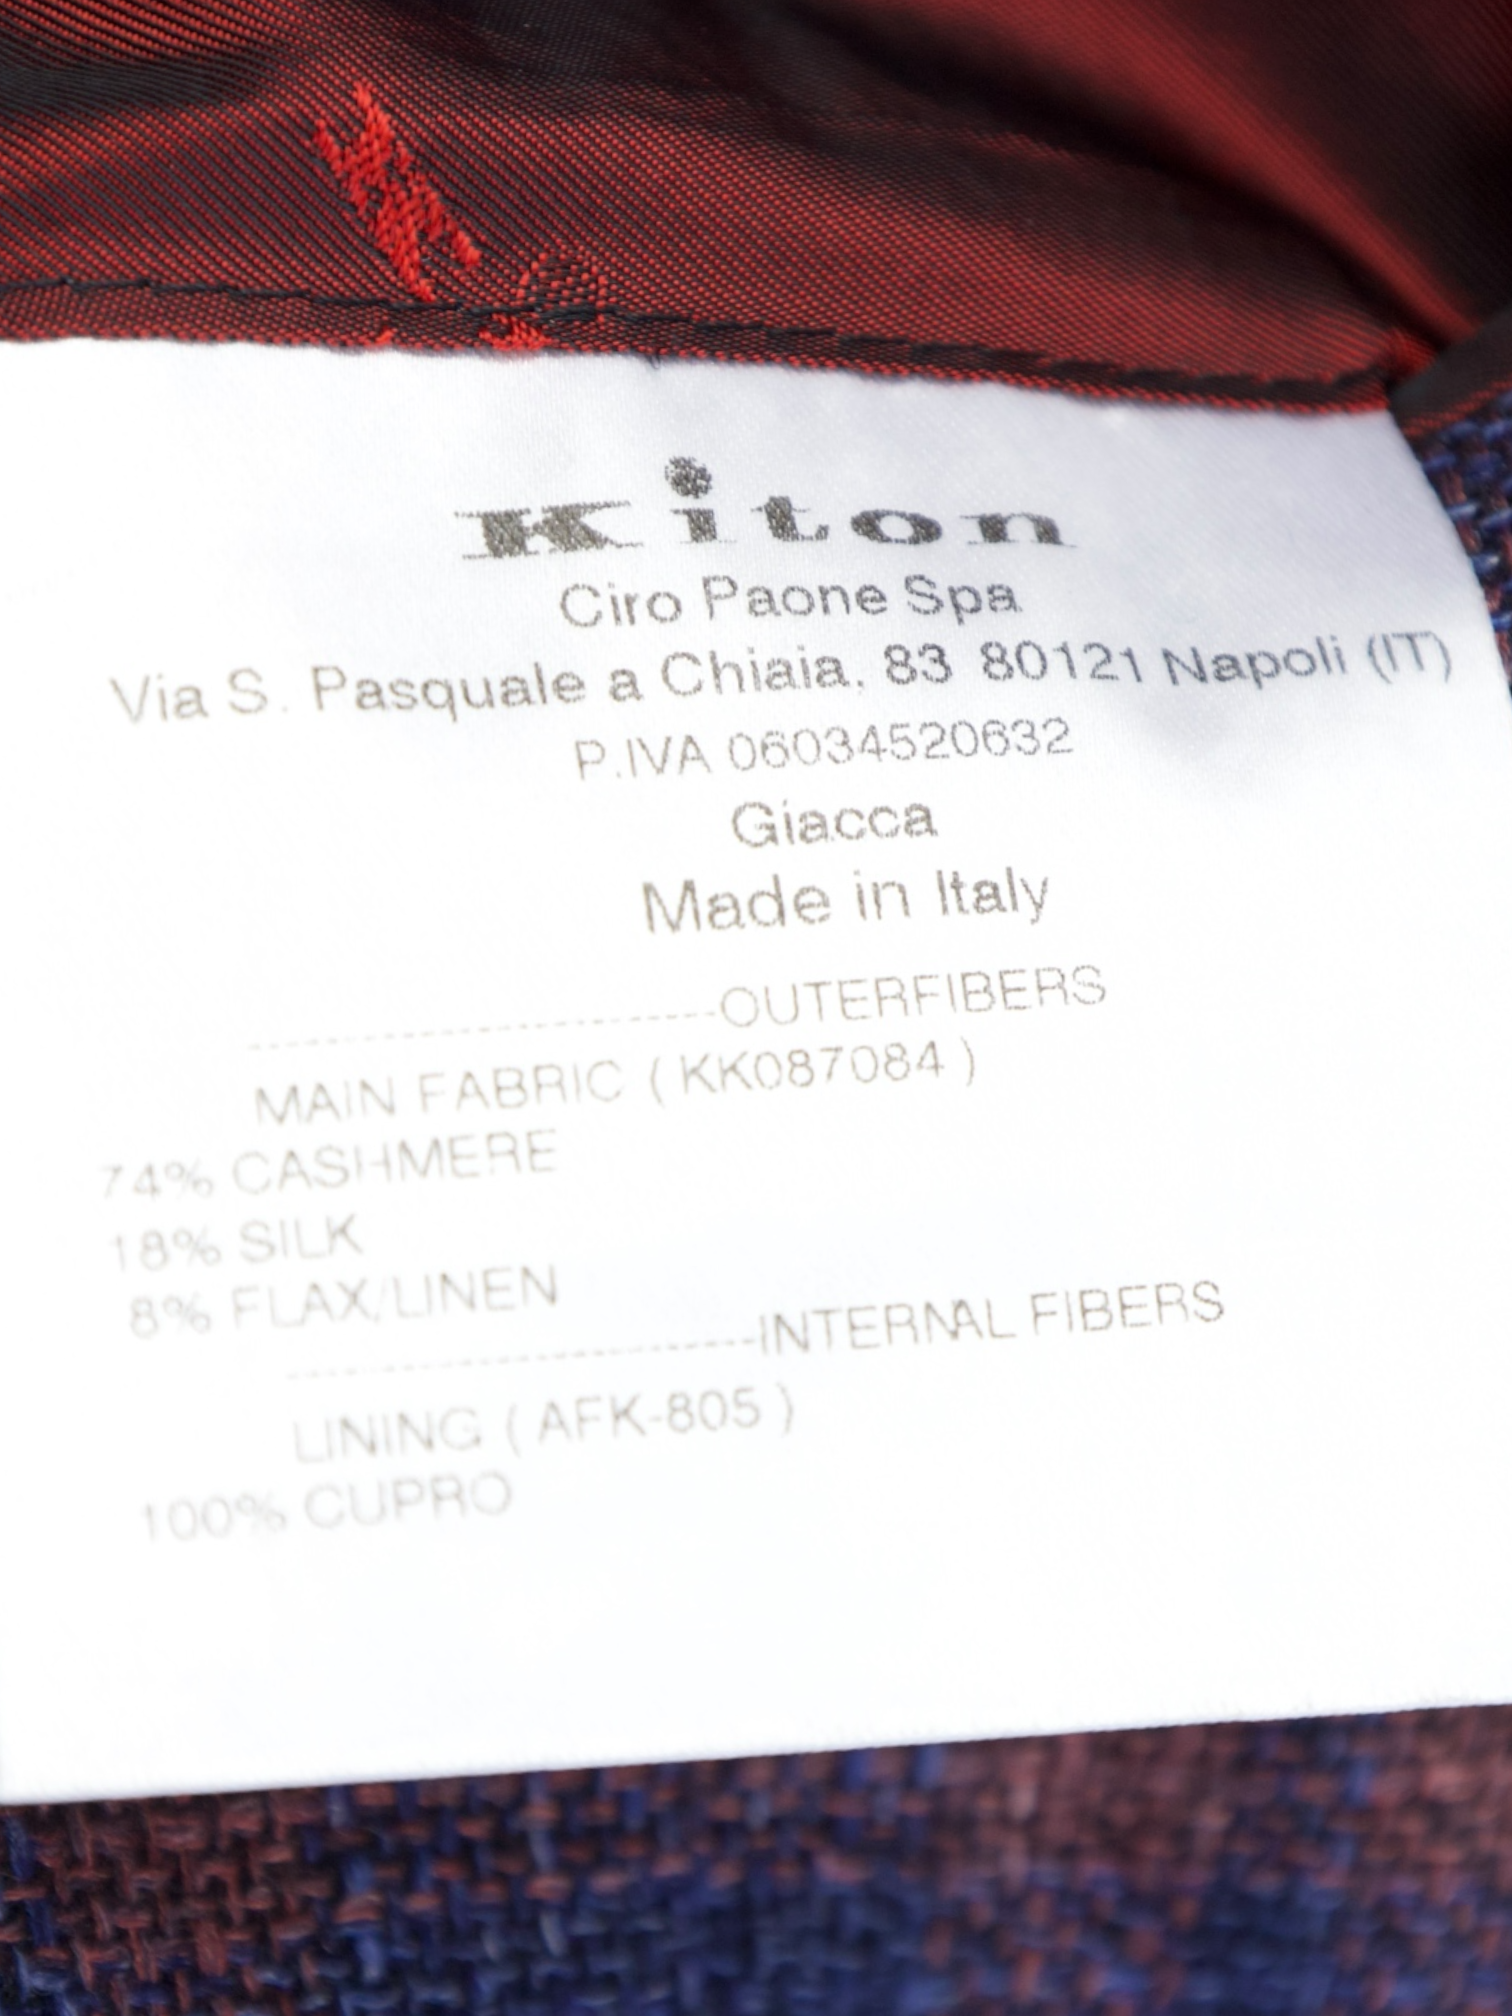 Kiton
Ciro Paone Spa
Via S. Pasquale a Chiaia, 83 80121 Napoli (IT)
P.IVA 06034520632
Giacca
Made in Italy
-------------------------OUTERFIBERS
MAIN FABRIC ( KK087084 )
74% CASHMERE
18% SILK
8% FLAX/LINEN
-------------------------INTERNAL FIBERS
LINING ( AFK-805 )
100% CUPRO